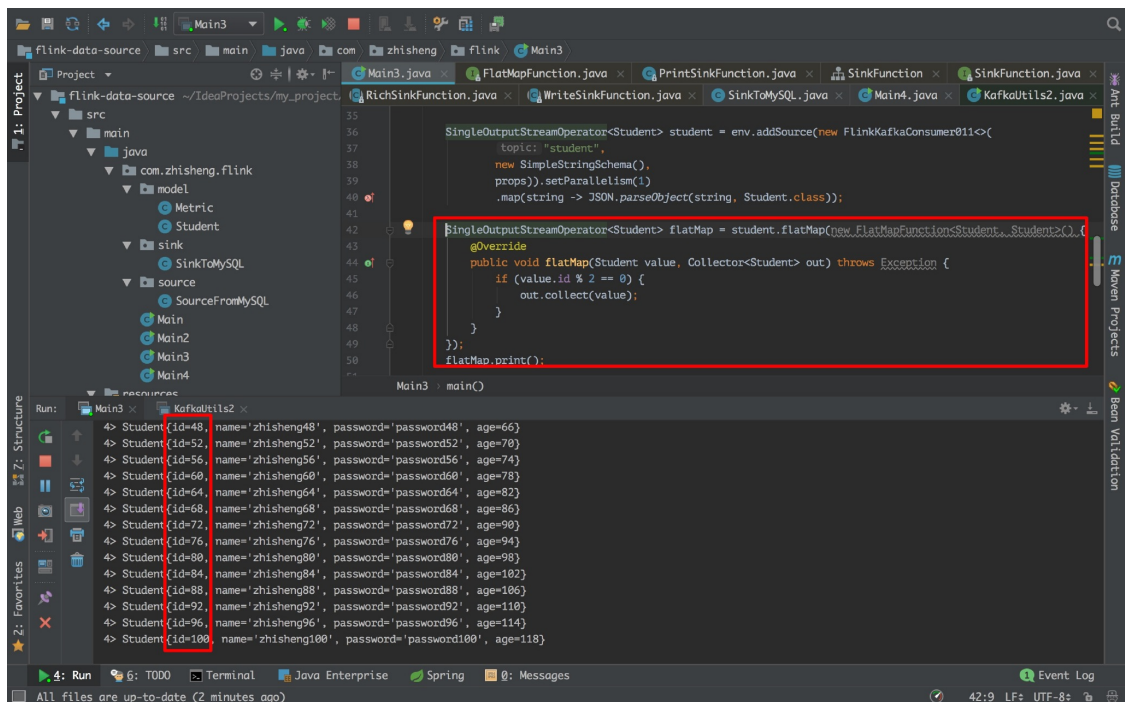 Main3
flink-data-source src main java com zhisheng flink Main3
Project
Main3.java FlatMapFunction.java PrintSinkFunction.java SinkFunction SinkFunction.java
flink-data-source ~/IdeaProjects/my_project
RichSinkFunction.java WriteSinkFunction.java SinkToMySQL.java Main4.java KafkaUtils2.java
src
main
java
com.zhisheng.flink
model
Metric
Student
sink
SinkToMySQL
source
SourceFromMySQL
Main
Main2
Main3
Main4
resources
35
36 SingleOutputStreamOperator<Student> student = env.addSource(new FlinkKafkaConsumer011<>(
37 topic: "student",
38 new SimpleStringSchema(),
39 props)).setParallelism(1)
40 .map(string -> JSON.parseObject(string, Student.class));
41
42 SingleOutputStreamOperator<Student> flatMap = student.flatMap(new FlatMapFunction<Student, Student>() {
43 @Override
44 public void flatMap(Student value, Collector<Student> out) throws Exception {
45 if (value.id % 2 == 0) {
46 out.collect(value);
47 }
48 }
49 });
50 flatMap.print();
Main3 › main()
1: Project
7: Structure
Web
2: Favorites
Ant Build
Database
Maven Projects
Bean Validation
Run: Main3 KafkaUtils2
4> Student{id=48, name='zhisheng48', password='password48', age=66}
4> Student{id=52, name='zhisheng52', password='password52', age=70}
4> Student{id=56, name='zhisheng56', password='password56', age=74}
4> Student{id=60, name='zhisheng60', password='password60', age=78}
4> Student{id=64, name='zhisheng64', password='password64', age=82}
4> Student{id=68, name='zhisheng68', password='password68', age=86}
4> Student{id=72, name='zhisheng72', password='password72', age=90}
4> Student{id=76, name='zhisheng76', password='password76', age=94}
4> Student{id=80, name='zhisheng80', password='password80', age=98}
4> Student{id=84, name='zhisheng84', password='password84', age=102}
4> Student{id=88, name='zhisheng88', password='password88', age=106}
4> Student{id=92, name='zhisheng92', password='password92', age=110}
4> Student{id=96, name='zhisheng96', password='password96', age=114}
4> Student{id=100, name='zhisheng100', password='password100', age=118}
4: Run 6: TODO Terminal Java Enterprise Spring 0: Messages 1 Event Log
All files are up-to-date (2 minutes ago) 42:9 LF÷ UTF-8÷